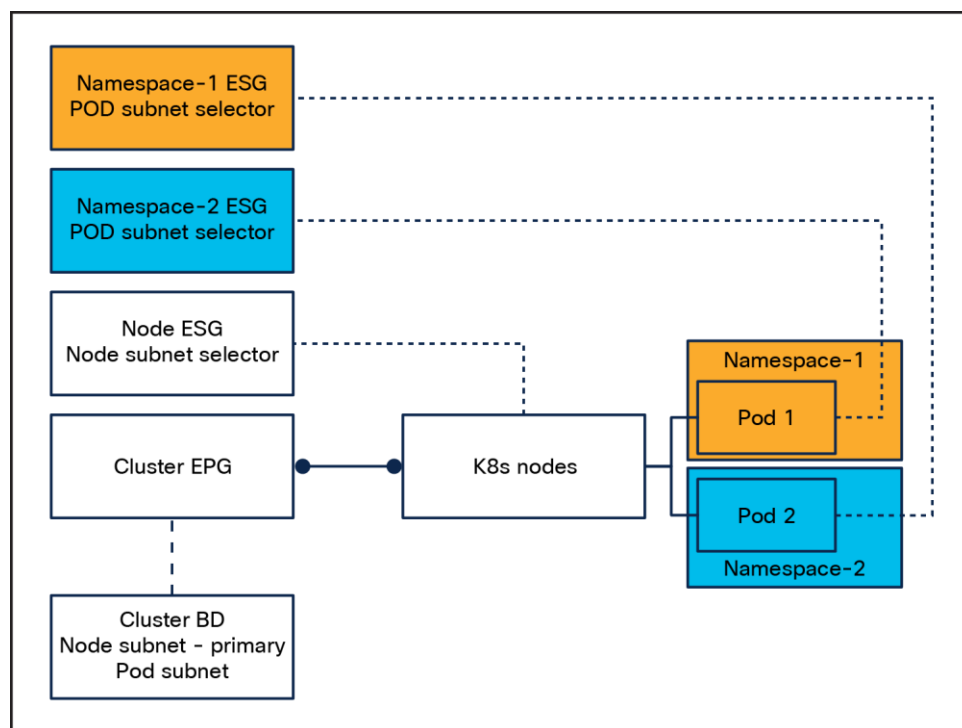 Namespace-1 ESG
POD subnet selector
Namespace-2 ESG
POD subnet selector
Node ESG
Node subnet selector
Cluster EPG
K8s nodes
Namespace-1
Pod 1
Pod 2
Namespace-2
Cluster BD
Node subnet - primary
Pod subnet